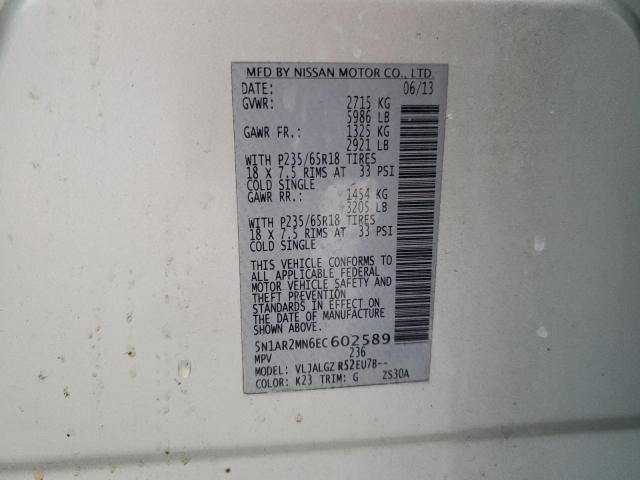 MFD BY NISSAN MOTOR CO., LTD.
DATE: 06/13
GVWR: 2715 KG
5986 LB
GAWR FR.: 1325 KG
2921 LB
WITH P235/65R18 TIRES
18 X 7.5 RIMS AT 33 PSI
COLD SINGLE
GAWR RR.: 1454 KG
3205 LB
WITH P235/65R18 TIRES
18 X 7.5 RIMS AT 33 PSI
COLD SINGLE
THIS VEHICLE CONFORMS TO
ALL APPLICABLE FEDERAL
MOTOR VEHICLE SAFETY AND
THEFT PREVENTION
STANDARDS IN EFFECT ON
THE DATE OF MANUFACTURE
SHOWN ABOVE.
5N1AR2MN6EC602589
MPV 236
MODEL: VLJALGZ R52EU7B--
COLOR: K23 TRIM: G ZS30A